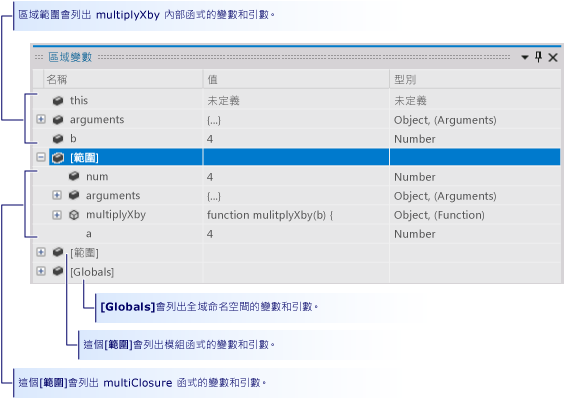 區域範圍會列出 multiplyXby 內部函式的變數和引數。
區域變數
名稱 值 型別
this 未定義 未定義
arguments {...} Object, (Arguments)
b 4 Number
[範圍]
num 4 Number
arguments {...} Object, (Arguments)
multiplyXby function mulitplyXby(b) { Object, (Function)
a 4 Number
[範圍]
[Globals]
[Globals]會列出全域命名空間的變數和引數。
這個[範圍]會列出模組函式的變數和引數。
這個[範圍]會列出 multiClosure 函式的變數和引數。